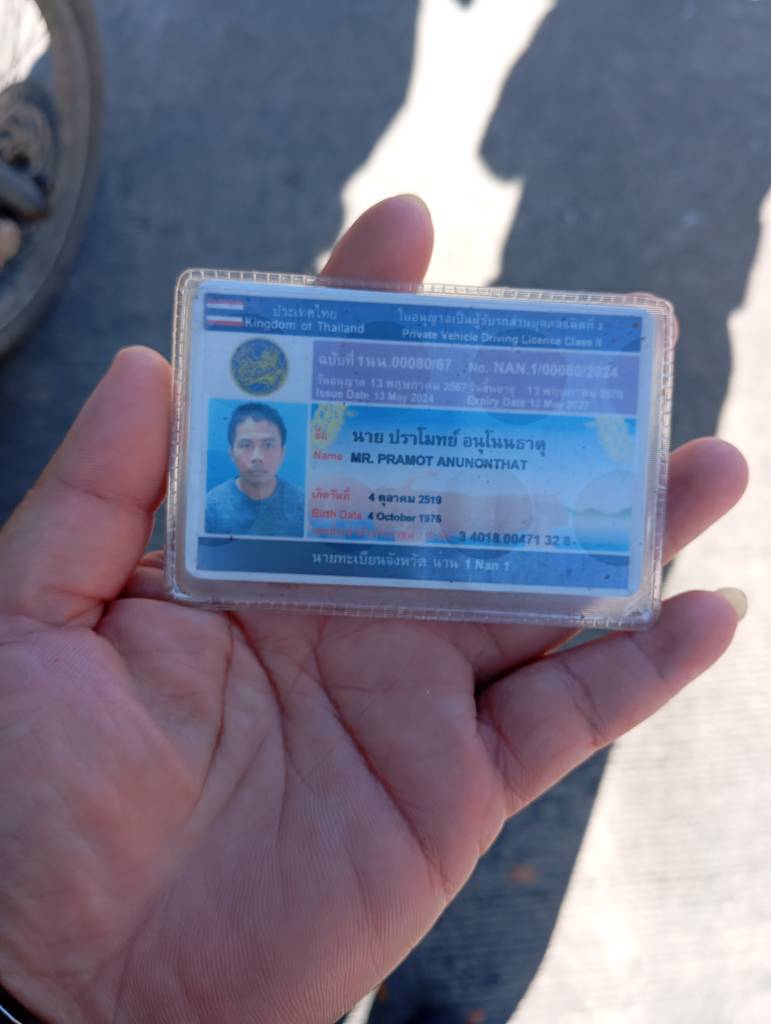 ประเทศไทย
Kingdom of Thailand
ใบอนุญาตเป็นผู้ขับรถส่วนบุคคลชนิดที่ 2
Private Vehicle Driving Licence Class II
ฉบับที่ 1 นน. 00080/67 No. NAN.1/00080/2024
วันอนุญาต 13 พฤษภาคม 2567 วันสิ้นอายุ 12 พฤษภาคม 2570
Issue Date 13 May 2024 Expiry Date 12 May 2027
ชื่อ นาย ปราโมทย์ อนุโนนธาตุ
Name MR. PRAMOT ANUNONTHAT
เกิดวันที่ 4 ตุลาคม 2519
Birth Date 4 October 1976
3 4018 00471 32 8
นายทะเบียนจังหวัด น่าน 1 Nan 1